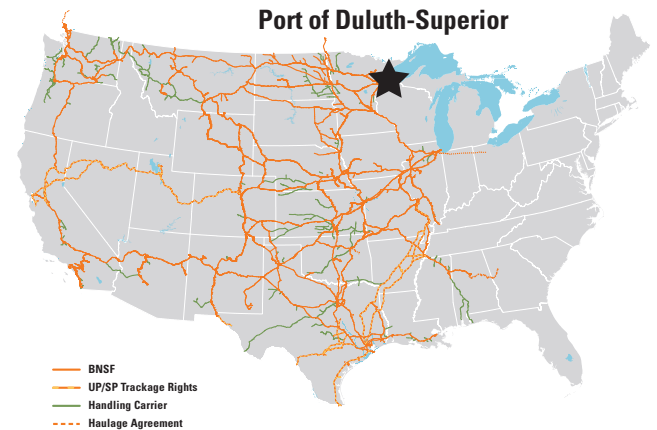 Port of Duluth-Superior
BNSF
UP/SP Trackage Rights
Handling Carrier
Haulage Agreement